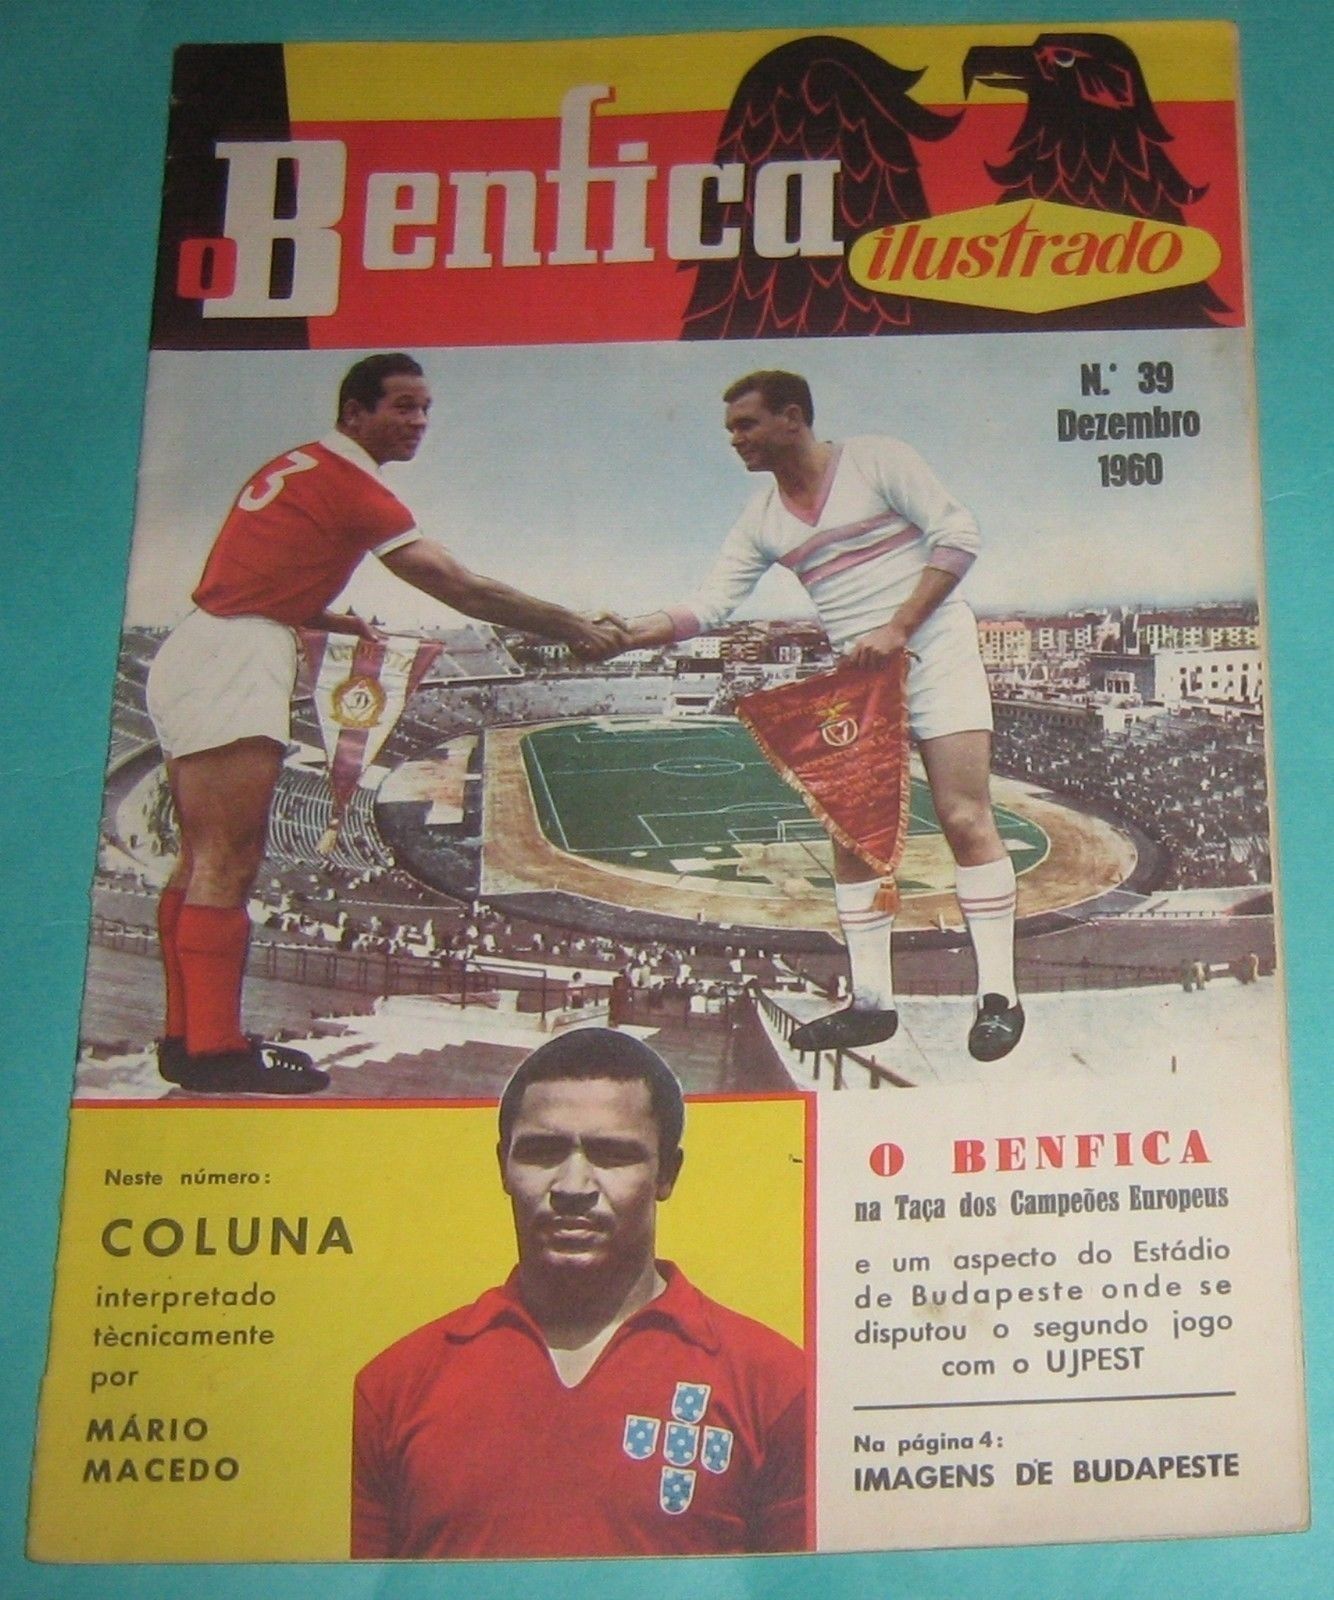 o Benfica
ilustrado
N.º 39
Dezembro
1960
3
Neste número:
COLUNA
interpretado
tècnicamente
por
MÁRIO
MACEDO
O BENFICA
na Taça dos Campeões Europeus
e um aspecto do Estádio
de Budapeste onde se
disputou o segundo jogo
com o UJPEST
Na página 4:
IMAGENS DE BUDAPESTE